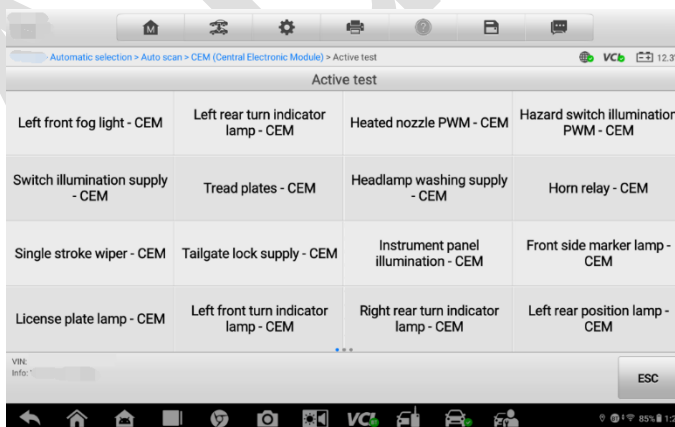 Automatic selection > Auto scan > CEM (Central Electronic Module) > Active test
VCI
12.3
Active test
Left front fog light - CEM
Left rear turn indicator
lamp - CEM
Heated nozzle PWM - CEM
Hazard switch illumination
PWM - CEM
Switch illumination supply
- CEM
Tread plates - CEM
Headlamp washing supply
- CEM
Horn relay - CEM
Single stroke wiper - CEM
Tailgate lock supply - CEM
Instrument panel
illumination - CEM
Front side marker lamp -
CEM
License plate lamp - CEM
Left front turn indicator
lamp - CEM
Right rear turn indicator
lamp - CEM
Left rear position lamp -
CEM
VIN:
Info:
ESC
VCI
85%